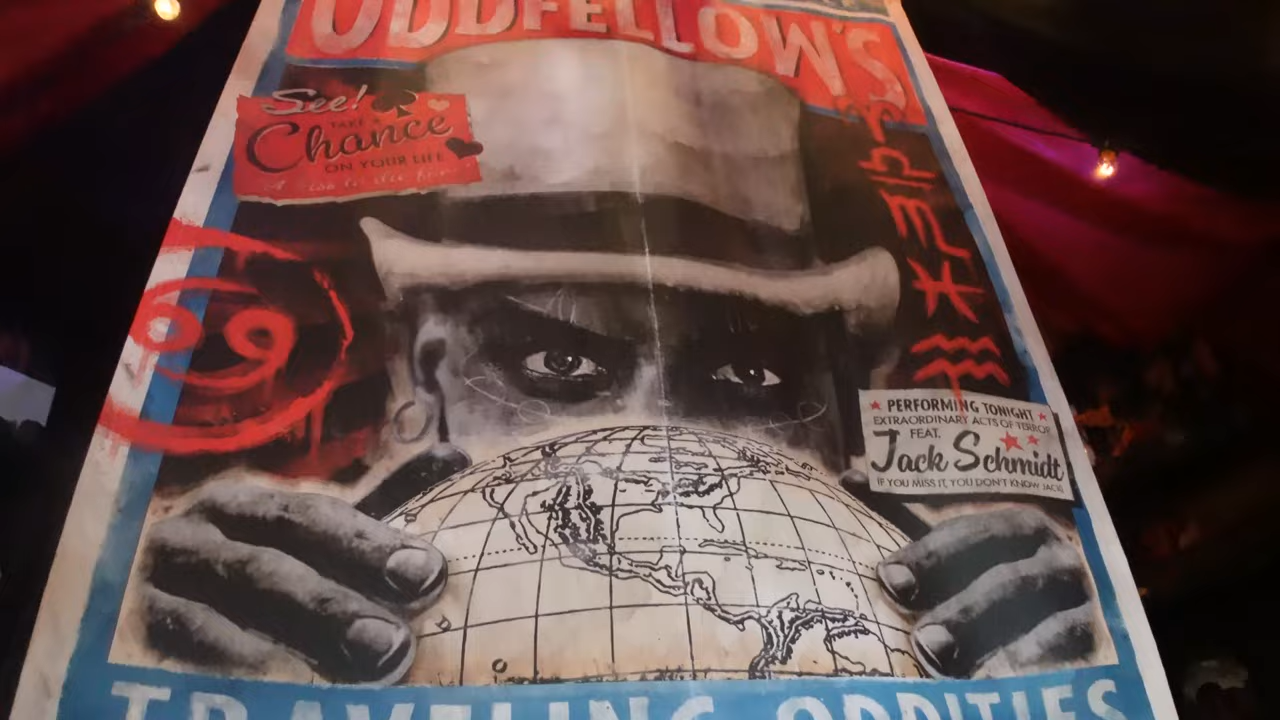 ODDFELLOW'S
See!
TAKE A
Chance
ON YOUR LIFE
PERFORMING TONIGHT
EXTRAORDINARY ACTS OF TERROR
FEAT.
Jack Schmidt
IF YOU MISS IT, YOU DON'T KNOW JACK!
TRAVELING ODDITIES